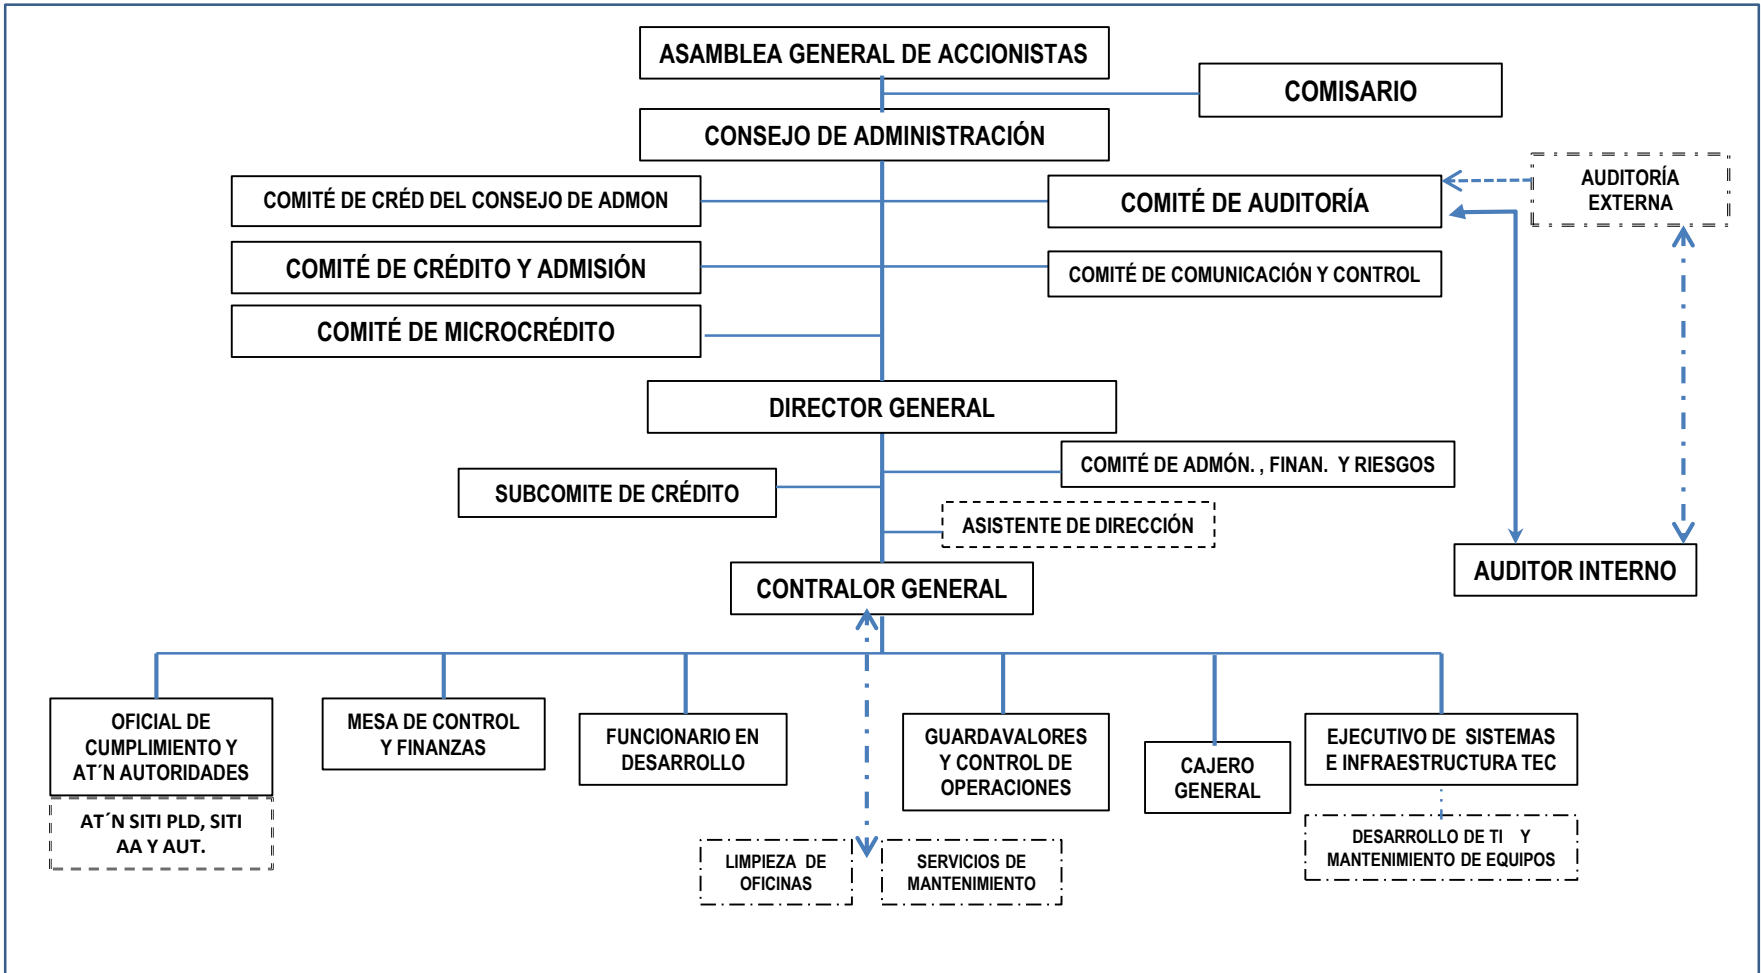 ASAMBLEA GENERAL DE ACCIONISTAS
COMISARIO
CONSEJO DE ADMINISTRACIÓN
COMITÉ DE CRÉD DEL CONSEJO DE ADMON
COMITÉ DE AUDITORÍA
AUDITORÍA
EXTERNA
COMITÉ DE CRÉDITO Y ADMISIÓN
COMITÉ DE COMUNICACIÓN Y CONTROL
COMITÉ DE MICROCRÉDITO
DIRECTOR GENERAL
COMITÉ DE ADMÓN. , FINAN. Y RIESGOS
SUBCOMITE DE CRÉDITO
ASISTENTE DE DIRECCIÓN
CONTRALOR GENERAL
AUDITOR INTERNO
OFICIAL DE
CUMPLIMIENTO Y
AT´N AUTORIDADES
AT´N SITI PLD, SITI
AA Y AUT.
MESA DE CONTROL
Y FINANZAS
FUNCIONARIO EN
DESARROLLO
GUARDAVALORES
Y CONTROL DE
OPERACIONES
CAJERO
GENERAL
EJECUTIVO DE SISTEMAS
E INFRAESTRUCTURA TEC
LIMPIEZA DE
OFICINAS
SERVICIOS DE
MANTENIMIENTO
DESARROLLO DE TI Y
MANTENIMIENTO DE EQUIPOS